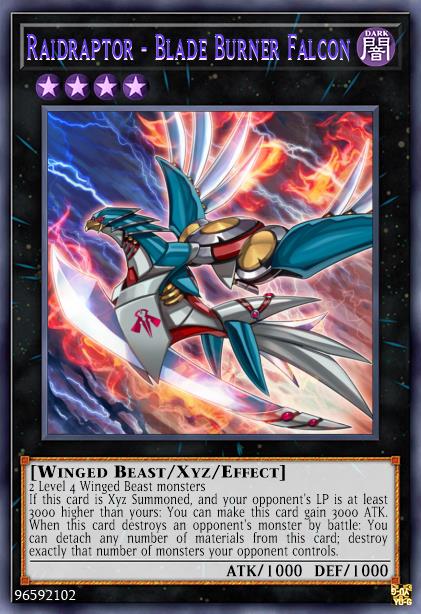 Raidraptor - Blade Burner Falcon
DARK
闇
[Winged Beast/Xyz/Effect]
2 Level 4 Winged Beast monsters
If this card is Xyz Summoned, and your opponent's LP is at least
3000 higher than yours: You can make this card gain 3000 ATK.
When this card destroys an opponent's monster by battle: You
can detach any number of materials from this card; destroy
exactly that number of monsters your opponent controls.
ATK/1000 DEF/1000
96592102